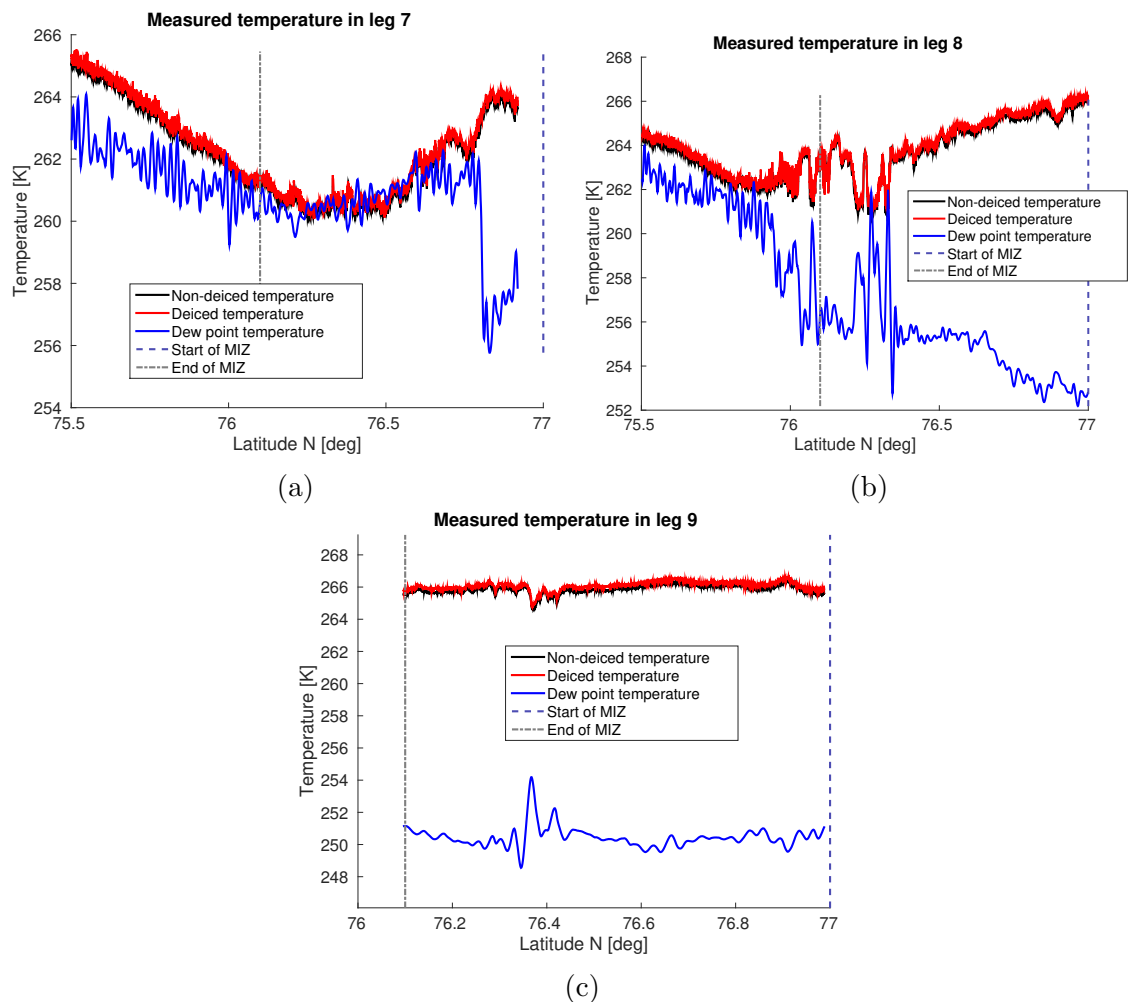 Measured temperature in leg 7
266
264
262
260
258
256
254
Temperature [K]
Non-deiced temperature
Deiced temperature
Dew point temperature
Start of MIZ
End of MIZ
75.5 76 76.5 77
Latitude N [deg]
(a)
Measured temperature in leg 8
268
266
264
262
260
258
256
254
252
Temperature [K]
Non-deiced temperature
Deiced temperature
Dew point temperature
Start of MIZ
End of MIZ
75.5 76 76.5 77
Latitude N [deg]
(b)
Measured temperature in leg 9
268
266
264
262
260
258
256
254
252
250
248
Temperature [K]
Non-deiced temperature
Deiced temperature
Dew point temperature
Start of MIZ
End of MIZ
76 76.2 76.4 76.6 76.8 77
Latitude N [deg]
(c)